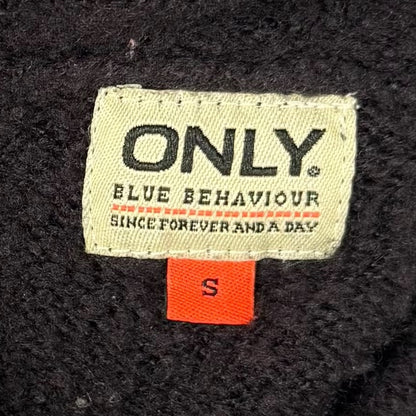 ONLY.
BLUE BEHAVIOUR
SINCE FOREVER AND A DAY
S